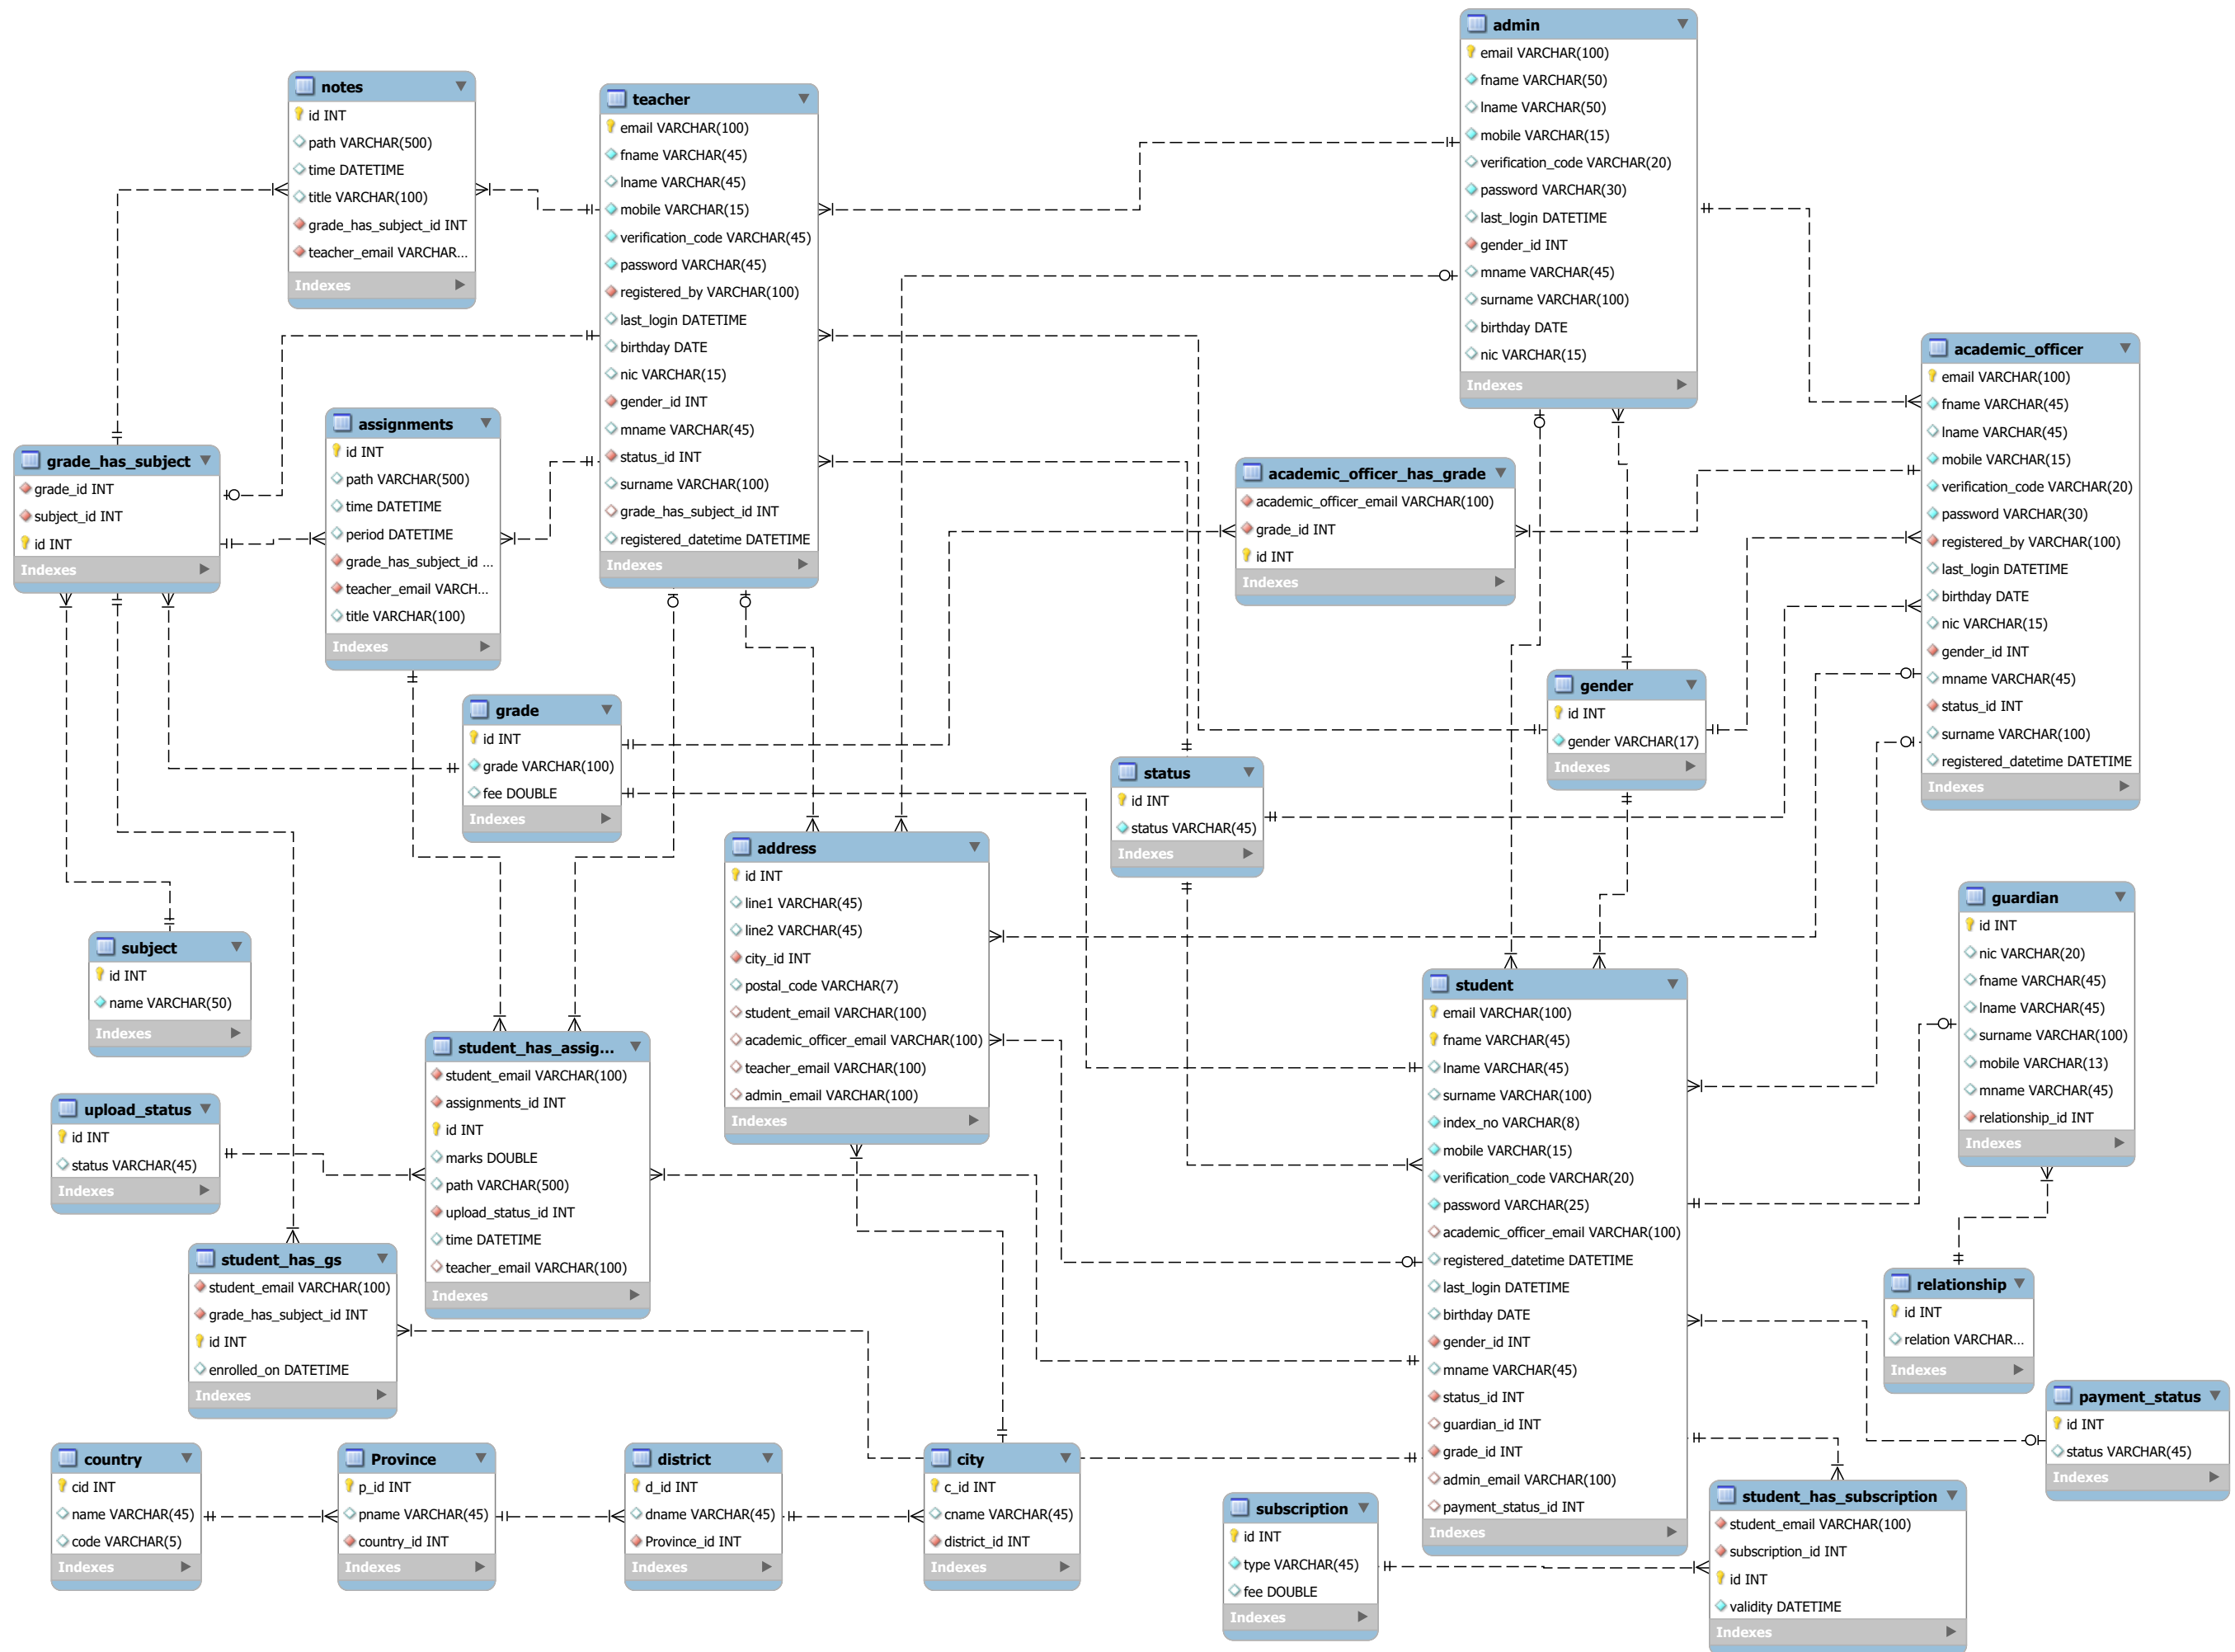 admin
email VARCHAR(100)
fname VARCHAR(50)
lname VARCHAR(50)
mobile VARCHAR(15)
verification_code VARCHAR(20)
password VARCHAR(30)
last_login DATETIME
gender_id INT
mname VARCHAR(45)
surname VARCHAR(100)
birthday DATE
nic VARCHAR(15)
Indexes
notes
id INT
path VARCHAR(500)
time DATETIME
title VARCHAR(100)
grade_has_subject_id INT
teacher_email VARCHAR...
Indexes
teacher
email VARCHAR(100)
fname VARCHAR(45)
lname VARCHAR(45)
mobile VARCHAR(15)
verification_code VARCHAR(45)
password VARCHAR(45)
registered_by VARCHAR(100)
last_login DATETIME
birthday DATE
nic VARCHAR(15)
gender_id INT
mname VARCHAR(45)
status_id INT
surname VARCHAR(100)
grade_has_subject_id INT
registered_datetime DATETIME
Indexes
academic_officer
email VARCHAR(100)
fname VARCHAR(45)
lname VARCHAR(45)
mobile VARCHAR(15)
verification_code VARCHAR(20)
password VARCHAR(30)
registered_by VARCHAR(100)
last_login DATETIME
birthday DATE
nic VARCHAR(15)
gender_id INT
mname VARCHAR(45)
status_id INT
surname VARCHAR(100)
registered_datetime DATETIME
Indexes
assignments
id INT
path VARCHAR(500)
time DATETIME
period DATETIME
grade_has_subject_id ...
teacher_email VARCH...
title VARCHAR(100)
Indexes
grade_has_subject
grade_id INT
subject_id INT
id INT
Indexes
academic_officer_has_grade
academic_officer_email VARCHAR(100)
grade_id INT
id INT
Indexes
gender
id INT
gender VARCHAR(17)
Indexes
grade
id INT
grade VARCHAR(100)
fee DOUBLE
Indexes
status
id INT
status VARCHAR(45)
Indexes
address
id INT
line1 VARCHAR(45)
line2 VARCHAR(45)
city_id INT
postal_code VARCHAR(7)
student_email VARCHAR(100)
academic_officer_email VARCHAR(100)
teacher_email VARCHAR(100)
admin_email VARCHAR(100)
Indexes
guardian
id INT
nic VARCHAR(20)
fname VARCHAR(45)
lname VARCHAR(45)
surname VARCHAR(100)
mobile VARCHAR(13)
mname VARCHAR(45)
relationship_id INT
Indexes
subject
id INT
name VARCHAR(50)
Indexes
student
email VARCHAR(100)
fname VARCHAR(45)
lname VARCHAR(45)
surname VARCHAR(100)
index_no VARCHAR(8)
mobile VARCHAR(15)
verification_code VARCHAR(20)
password VARCHAR(25)
academic_officer_email VARCHAR(100)
registered_datetime DATETIME
last_login DATETIME
birthday DATE
gender_id INT
mname VARCHAR(45)
status_id INT
guardian_id INT
grade_id INT
admin_email VARCHAR(100)
payment_status_id INT
Indexes
student_has_assig...
student_email VARCHAR(100)
assignments_id INT
id INT
marks DOUBLE
path VARCHAR(500)
upload_status_id INT
time DATETIME
teacher_email VARCHAR(100)
Indexes
upload_status
id INT
status VARCHAR(45)
Indexes
student_has_gs
student_email VARCHAR(100)
grade_has_subject_id INT
id INT
enrolled_on DATETIME
Indexes
relationship
id INT
relation VARCHAR...
Indexes
payment_status
id INT
status VARCHAR(45)
Indexes
country
cid INT
name VARCHAR(45)
code VARCHAR(5)
Indexes
Province
p_id INT
pname VARCHAR(45)
country_id INT
Indexes
district
d_id INT
dname VARCHAR(45)
Province_id INT
Indexes
city
c_id INT
cname VARCHAR(45)
district_id INT
Indexes
subscription
id INT
type VARCHAR(45)
fee DOUBLE
Indexes
student_has_subscription
student_email VARCHAR(100)
subscription_id INT
id INT
validity DATETIME
Indexes